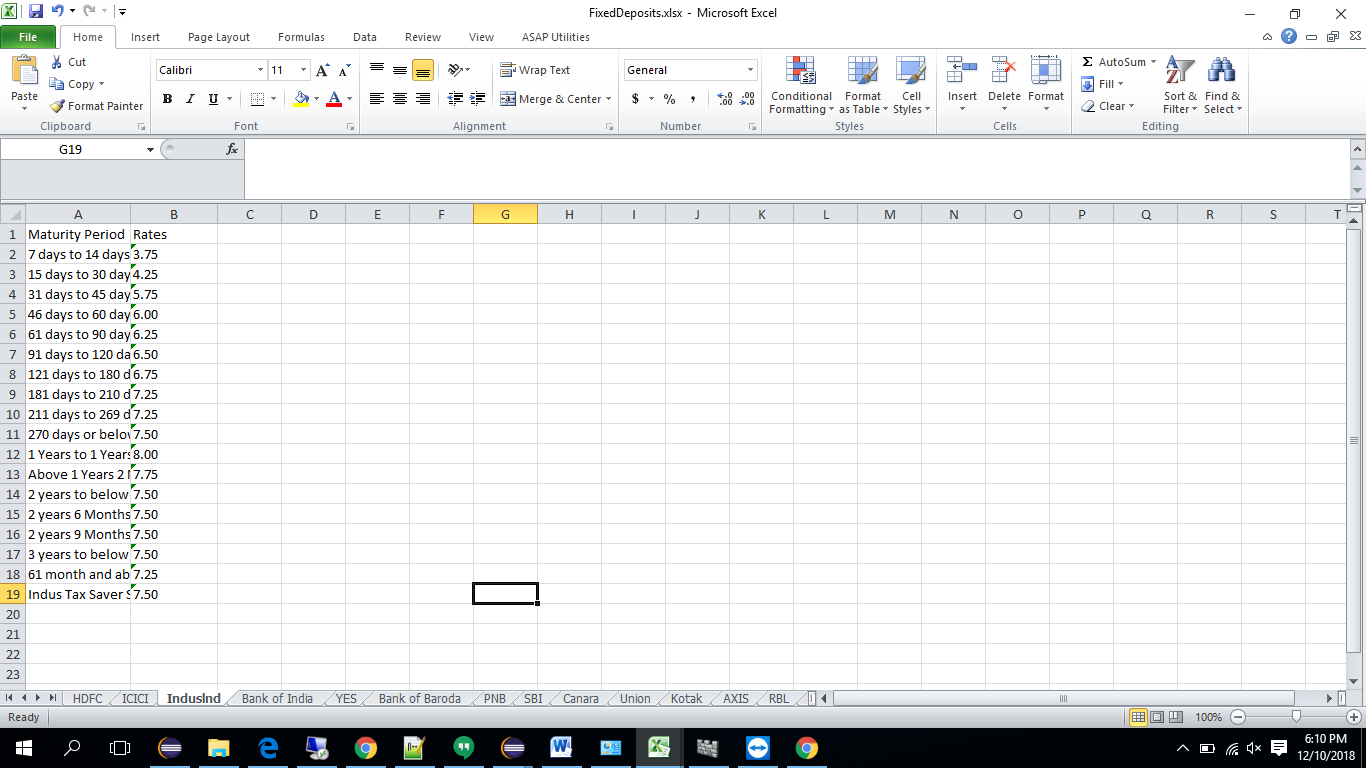 FixedDeposits.xlsx - Microsoft Excel
File Home Insert Page Layout Formulas Data Review View ASAP Utilities
Paste Cut Copy Format Painter Clipboard
Calibri 11 A A B I U A Font
Wrap Text Merge & Center Alignment
General $ % , .0 .00 .00 .0 Number
Conditional Formatting Format as Table Cell Styles Styles
Insert Delete Format Cells
Σ AutoSum Fill Clear Sort & Filter Find & Select Editing
G19 fx
A B C D E F G H I J K L M N O P Q R S T
1 Maturity Period Rates
2 7 days to 14 days 3.75
3 15 days to 30 day 4.25
4 31 days to 45 day 5.75
5 46 days to 60 day 6.00
6 61 days to 90 day 6.25
7 91 days to 120 da 6.50
8 121 days to 180 d 6.75
9 181 days to 210 d 7.25
10 211 days to 269 d 7.25
11 270 days or belo 7.50
12 1 Years to 1 Years 8.00
13 Above 1 Years 2 7.75
14 2 years to below 7.50
15 2 years 6 Months 7.50
16 2 years 9 Months 7.50
17 3 years to below 7.50
18 61 month and ab 7.25
19 Indus Tax Saver S 7.50
20
21
22
23
HDFC ICICI IndusInd Bank of India YES Bank of Baroda PNB SBI Canara Union Kotak AXIS RBL
Ready 100%
6:10 PM
12/10/2018